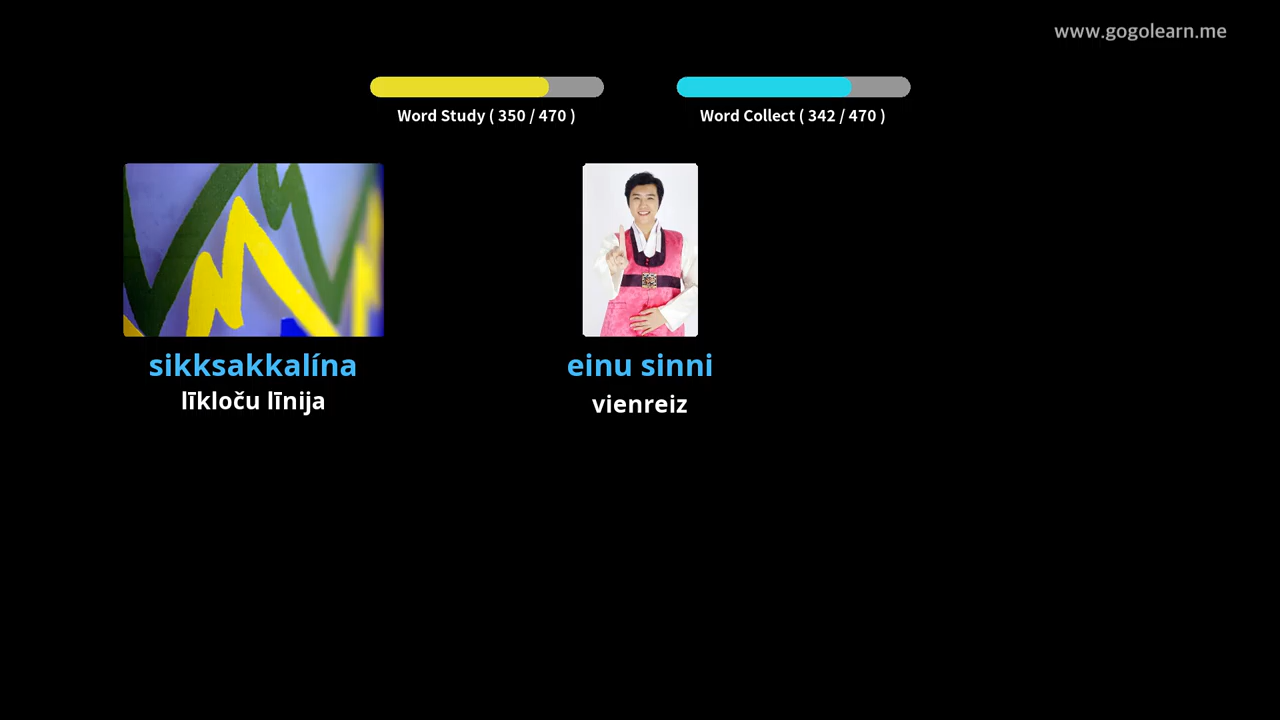 www.gogolearn.me
Word Study ( 350 / 470 )
Word Collect ( 342 / 470 )
sikksakkalína
līkloču līnija
einu sinni
vienreiz